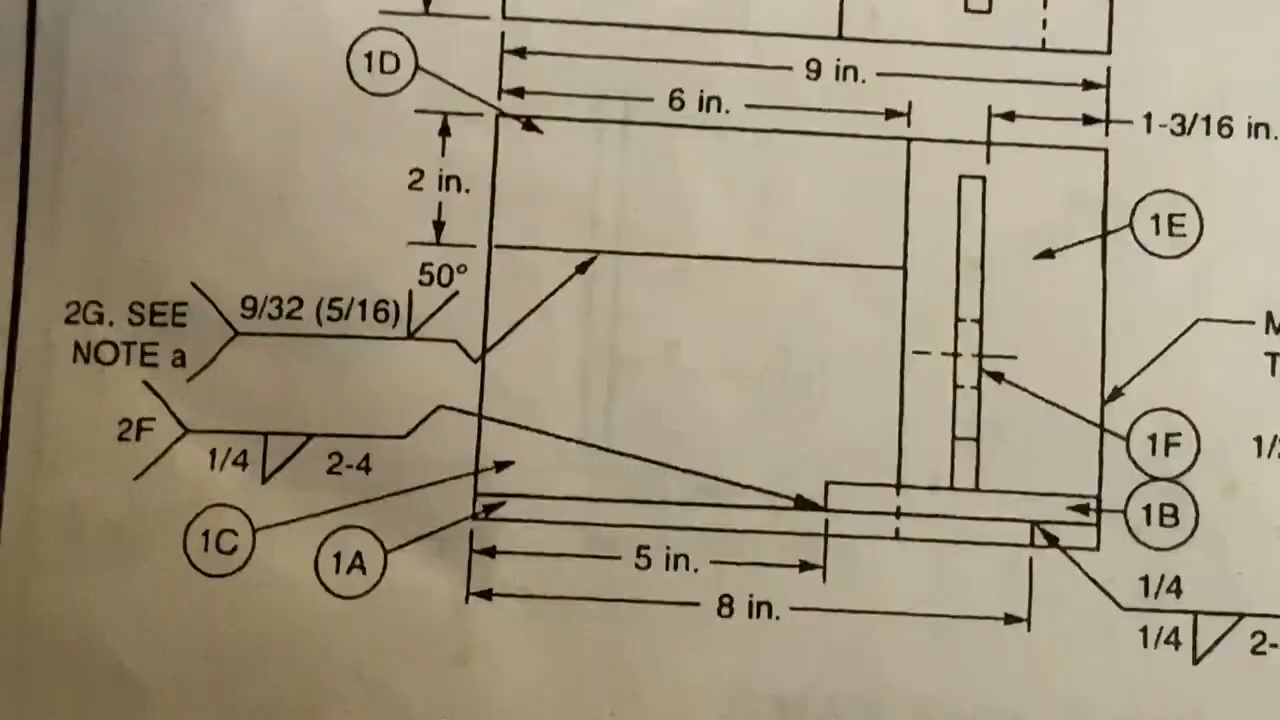 1D
9 in.
6 in.
1-3/16 in.
2 in.
1E
50°
2G. SEE
NOTE a
9/32 (5/16)
M
T
2F
1/4
2-4
1F
1C
1A
1B
5 in.
8 in.
1/4
1/4
2-